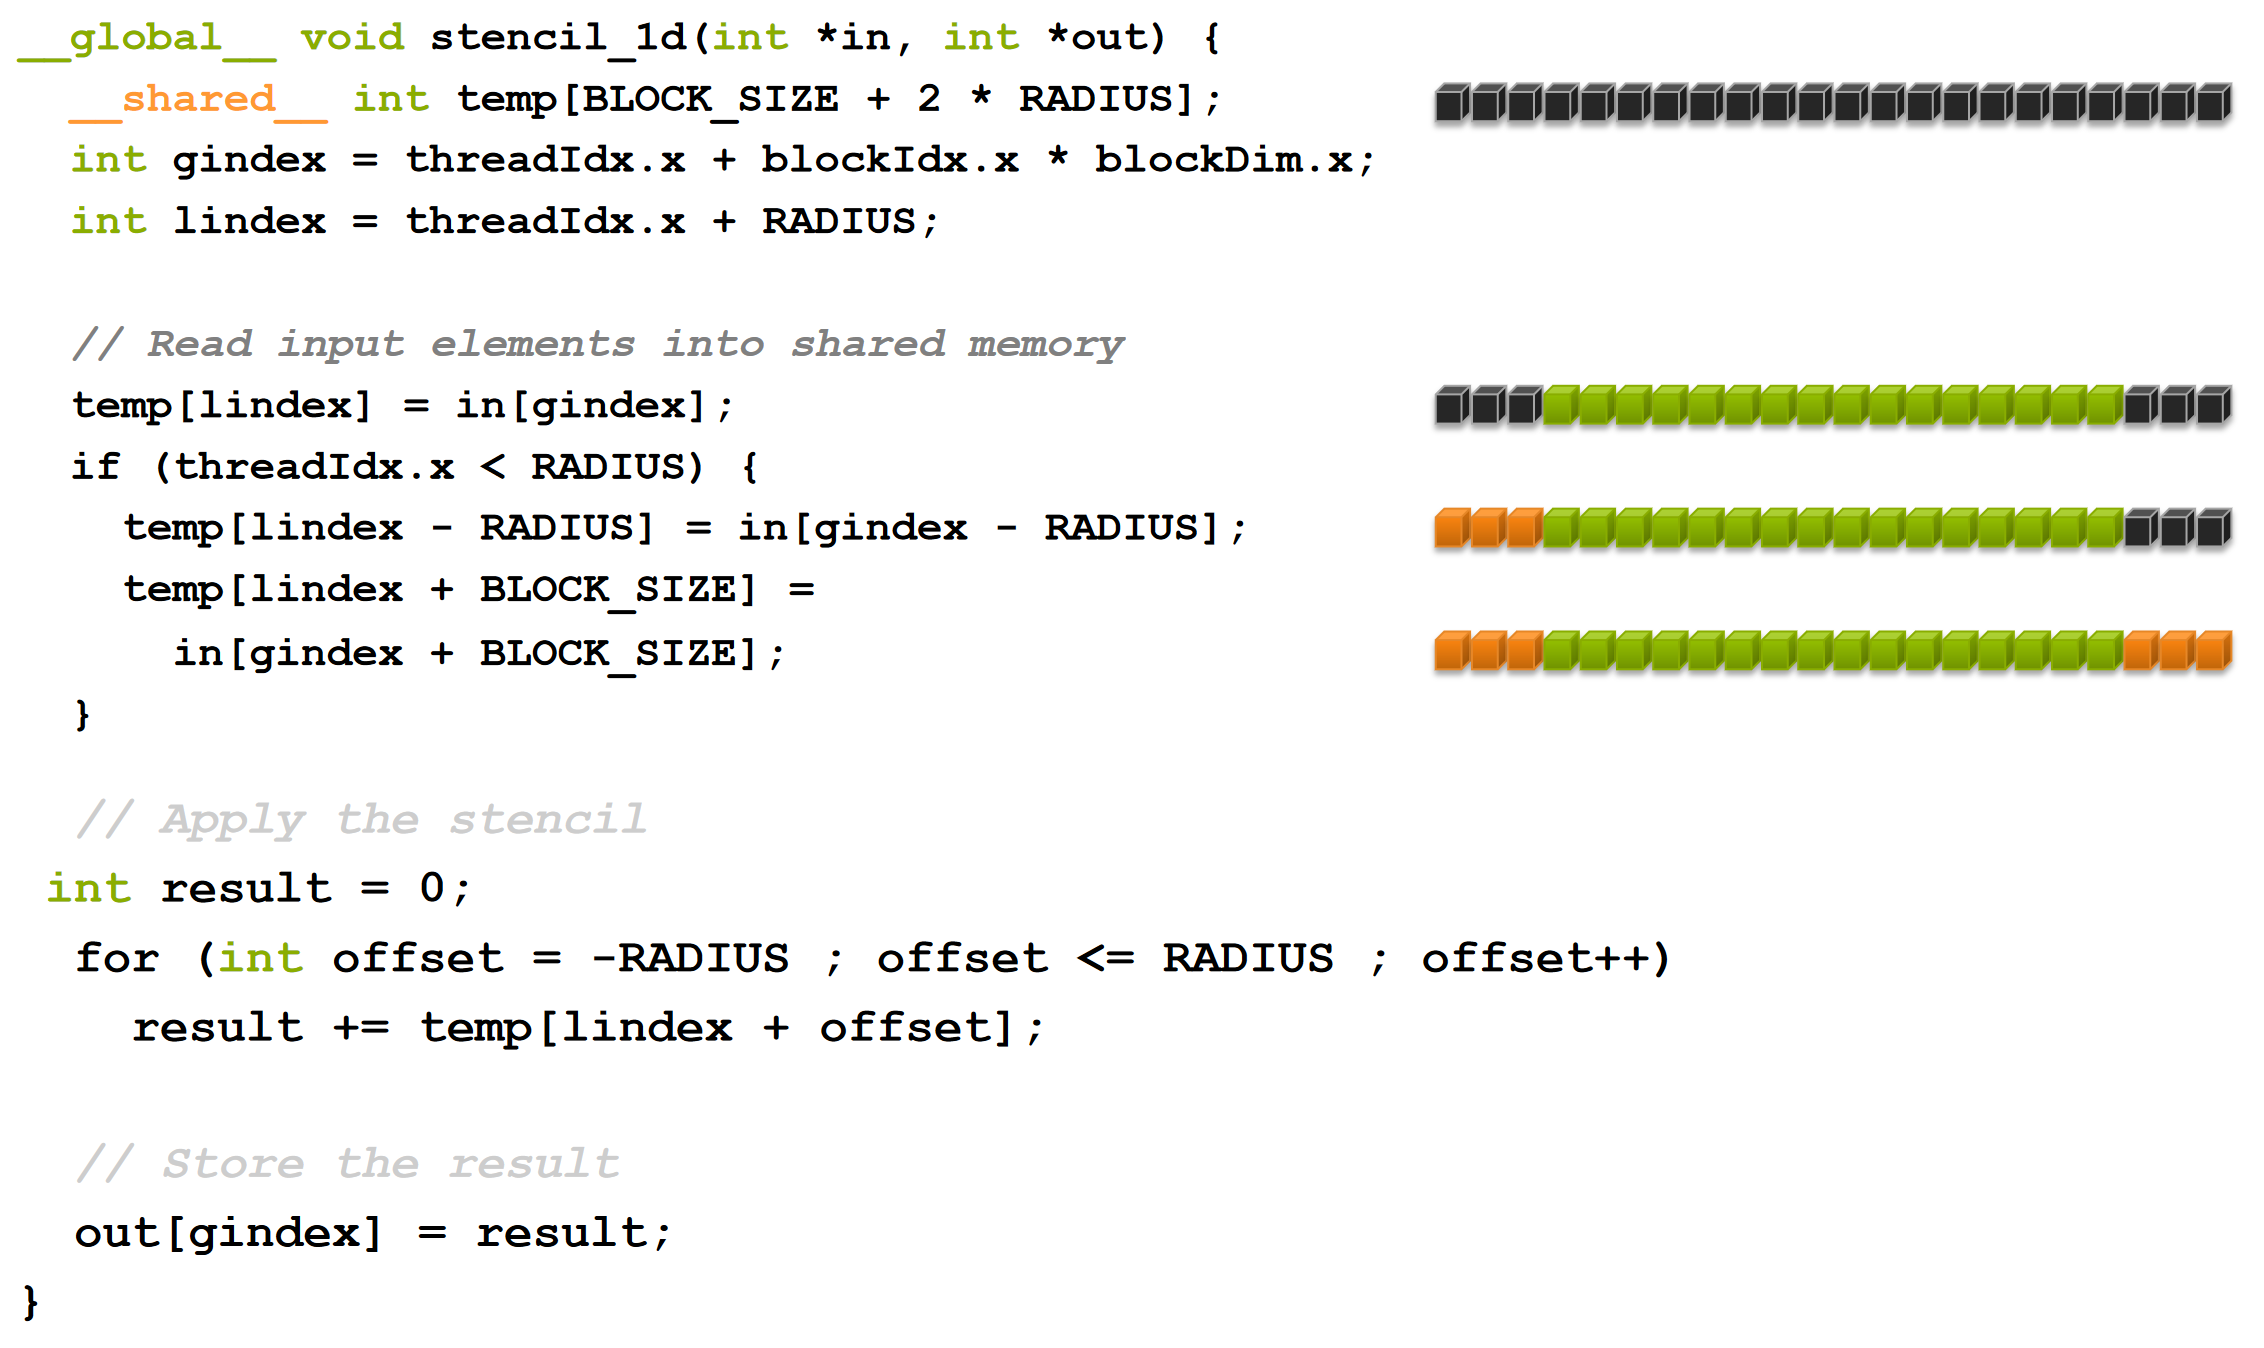 __global__ void stencil_1d(int *in, int *out) {
  __shared__ int temp[BLOCK_SIZE + 2 * RADIUS];
  int gindex = threadIdx.x + blockIdx.x * blockDim.x;
  int lindex = threadIdx.x + RADIUS;
  // Read input elements into shared memory
  temp[lindex] = in[gindex];
  if (threadIdx.x < RADIUS) {
    temp[lindex - RADIUS] = in[gindex - RADIUS];
    temp[lindex + BLOCK_SIZE] =
      in[gindex + BLOCK_SIZE];
  }
  // Apply the stencil
 int result = 0;
  for (int offset = -RADIUS ; offset <= RADIUS ; offset++)
    result += temp[lindex + offset];
  // Store the result
  out[gindex] = result;
}